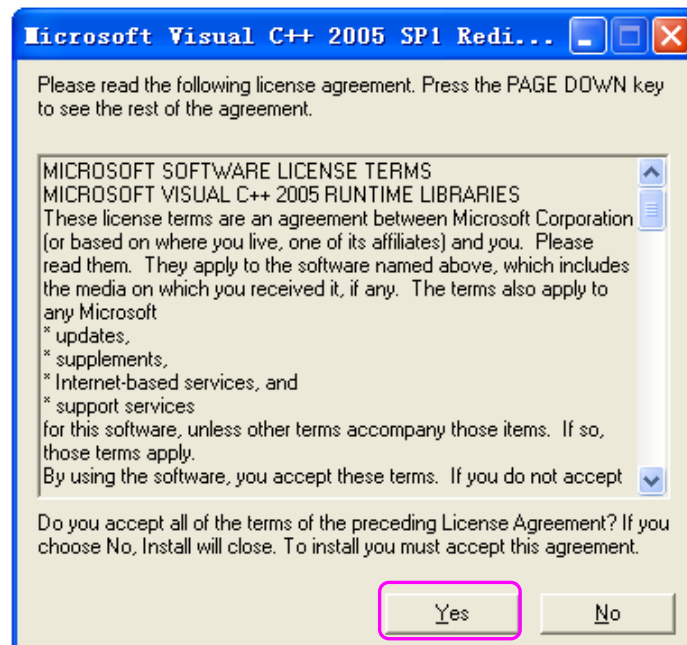 Microsoft Visual C++ 2005 SP1 Redi...
Please read the following license agreement. Press the PAGE DOWN key
to see the rest of the agreement.
MICROSOFT SOFTWARE LICENSE TERMS
MICROSOFT VISUAL C++ 2005 RUNTIME LIBRARIES
These license terms are an agreement between Microsoft Corporation
(or based on where you live, one of its affiliates) and you.  Please
read them.  They apply to the software named above, which includes
the media on which you received it, if any.  The terms also apply to
any Microsoft
* updates,
* supplements,
* Internet-based services, and
* support services
for this software, unless other terms accompany those items.  If so,
those terms apply.
By using the software, you accept these terms.  If you do not accept
Do you accept all of the terms of the preceding License Agreement? If you
choose No, Install will close. To install you must accept this agreement.
Yes No